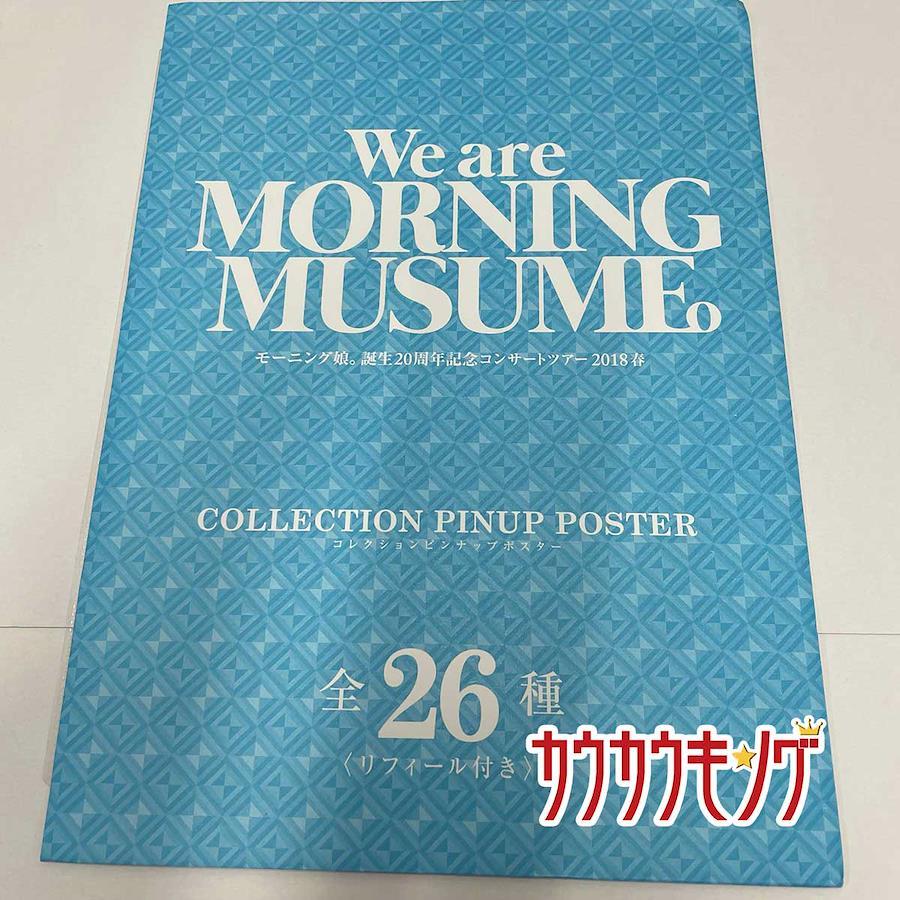 We are
MORNING
MUSUME。
モーニング娘。誕生20周年記念コンサートツアー2018春
COLLECTION PINUP POSTER
コレクションピンナップポスター
全26種
〈リフィール付き〉
カウカウキング